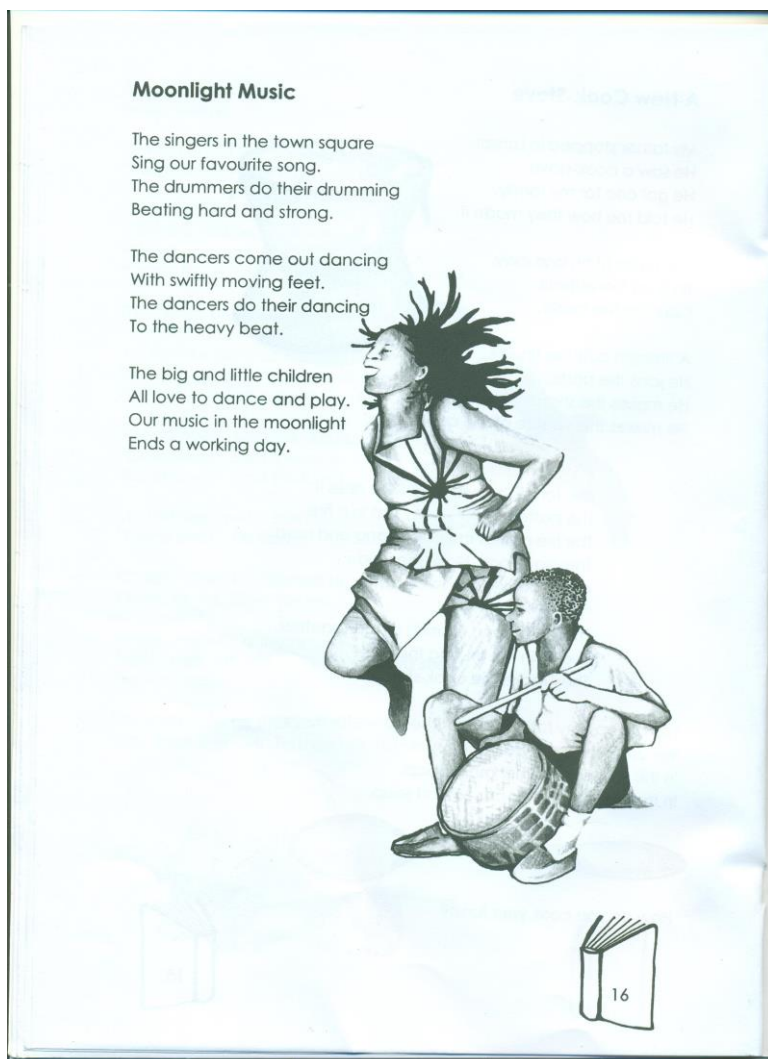 Moonlight Music
The singers in the town square
Sing our favourite song.
The drummers do their drumming
Beating hard and strong.
The dancers come out dancing
With swiftly moving feet.
The dancers do their dancing
To the heavy beat.
The big and little children
All love to dance and play.
Our music in the moonlight
Ends a working day.
16